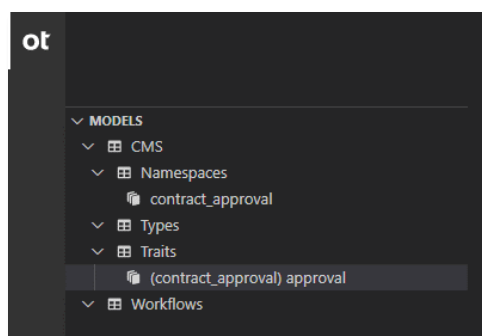 ot
MODELS
CMS
Namespaces
contract_approval
Types
Traits
(contract_approval) approval
Workflows